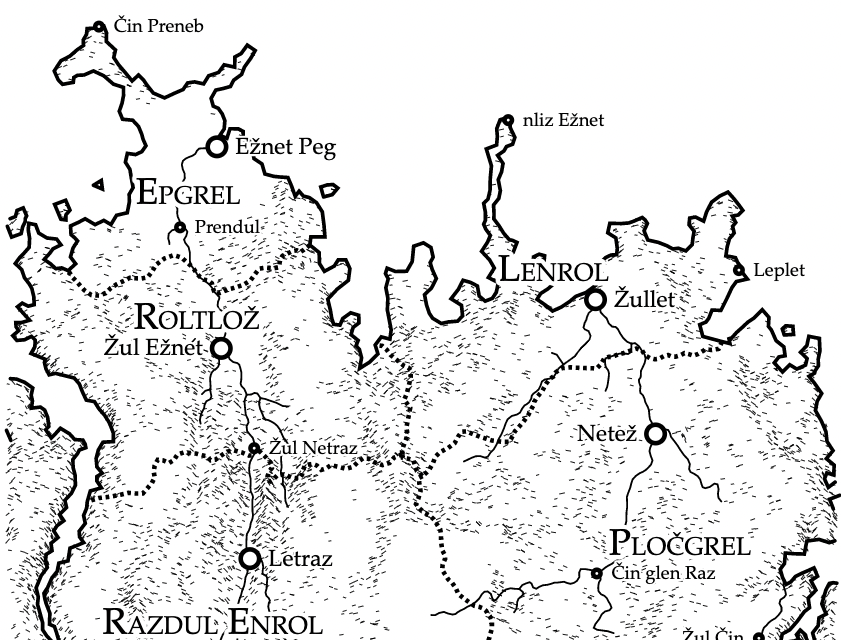 Čin Preneb
nliz Ežnet
Ežnet Peg
Epgrel
Prendul
Lenrol
Leplet
Žullet
Roltlož
Žul Ežnet
Netež
Žul Netraz
Pločgrel
Letraz
Čin glen Raz
Razdul Enrol
Žul Čin